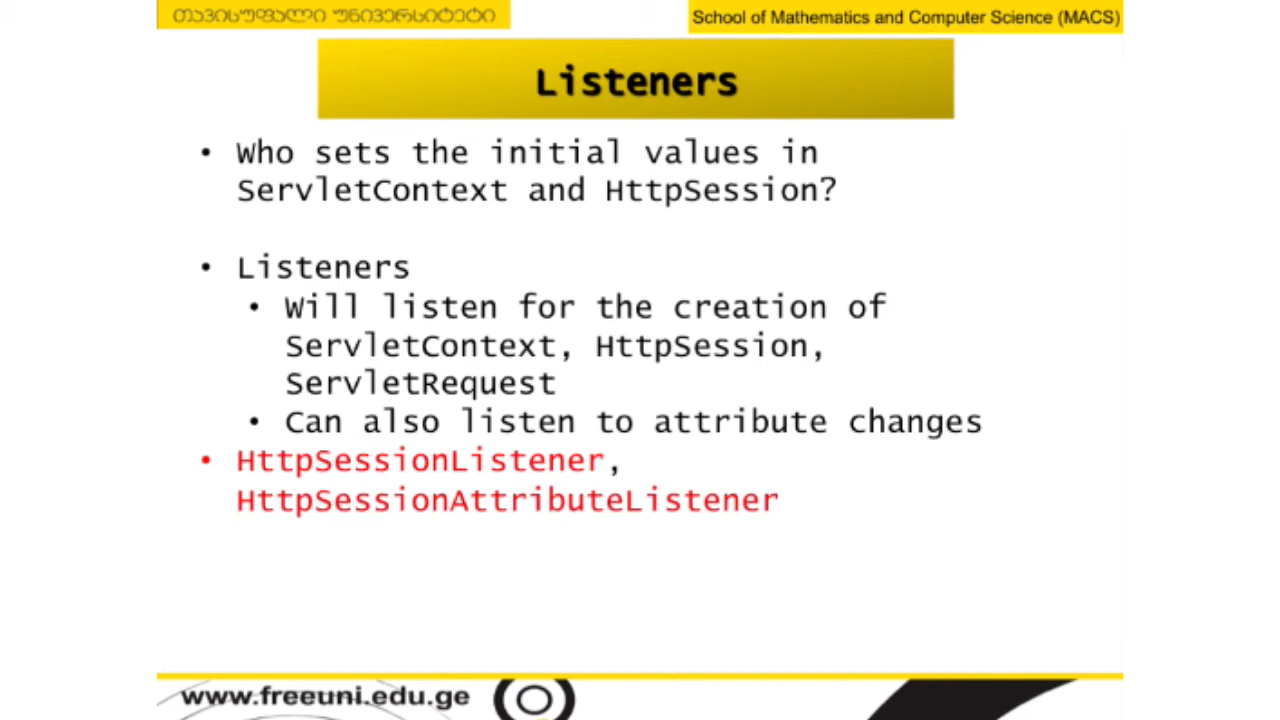 თავისუფალი უნივერსიტეტი
School of Mathematics and Computer Science (MACS)
Listeners
• Who sets the initial values in
ServletContext and HttpSession?
• Listeners
• Will listen for the creation of
ServletContext, HttpSession,
ServletRequest
• Can also listen to attribute changes
• HttpSessionListener,
HttpSessionAttributeListener
www.freeuni.edu.ge